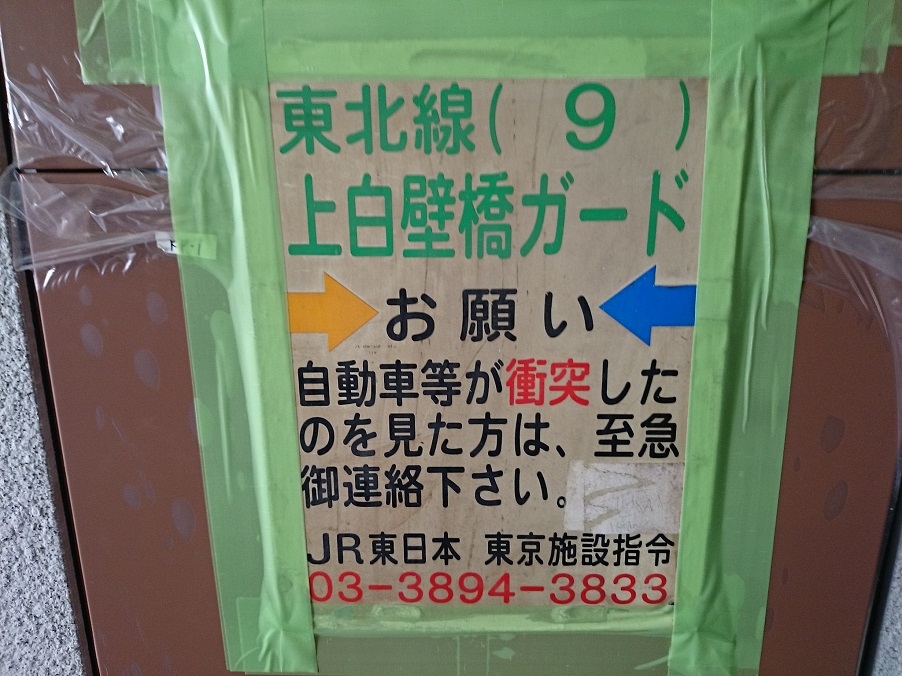 東北線( 9 )
上白壁橋ガード
お願い
自動車等が衝突した
のを見た方は、至急
御連絡下さい。
JR東日本 東京施設指令
03-3894-3833